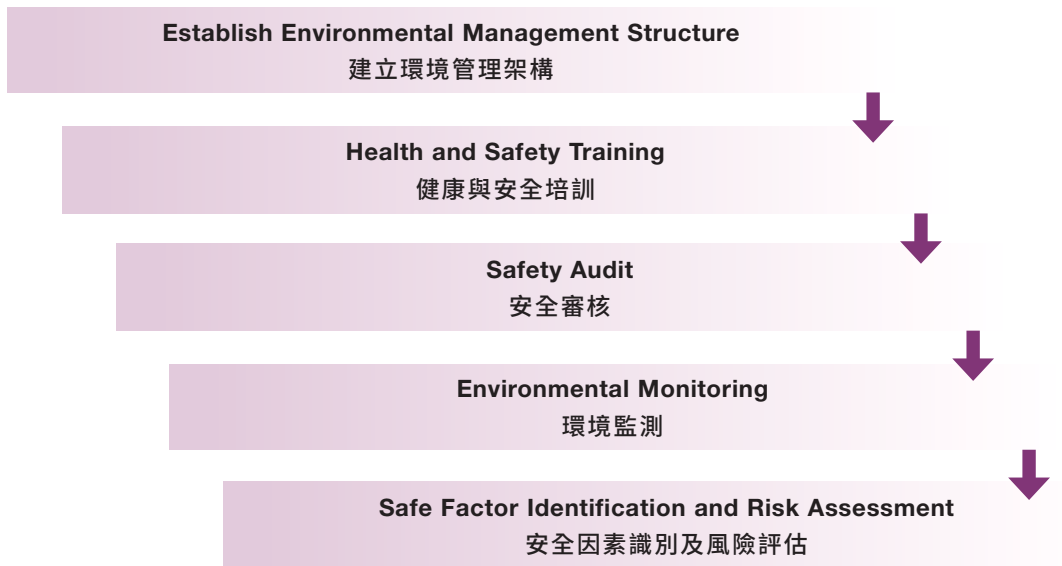 Establish Environmental Management Structure
建立環境管理架構
Health and Safety Training
健康與安全培訓
Safety Audit
安全審核
Environmental Monitoring
環境監測
Safe Factor Identification and Risk Assessment
安全因素識別及風險評估